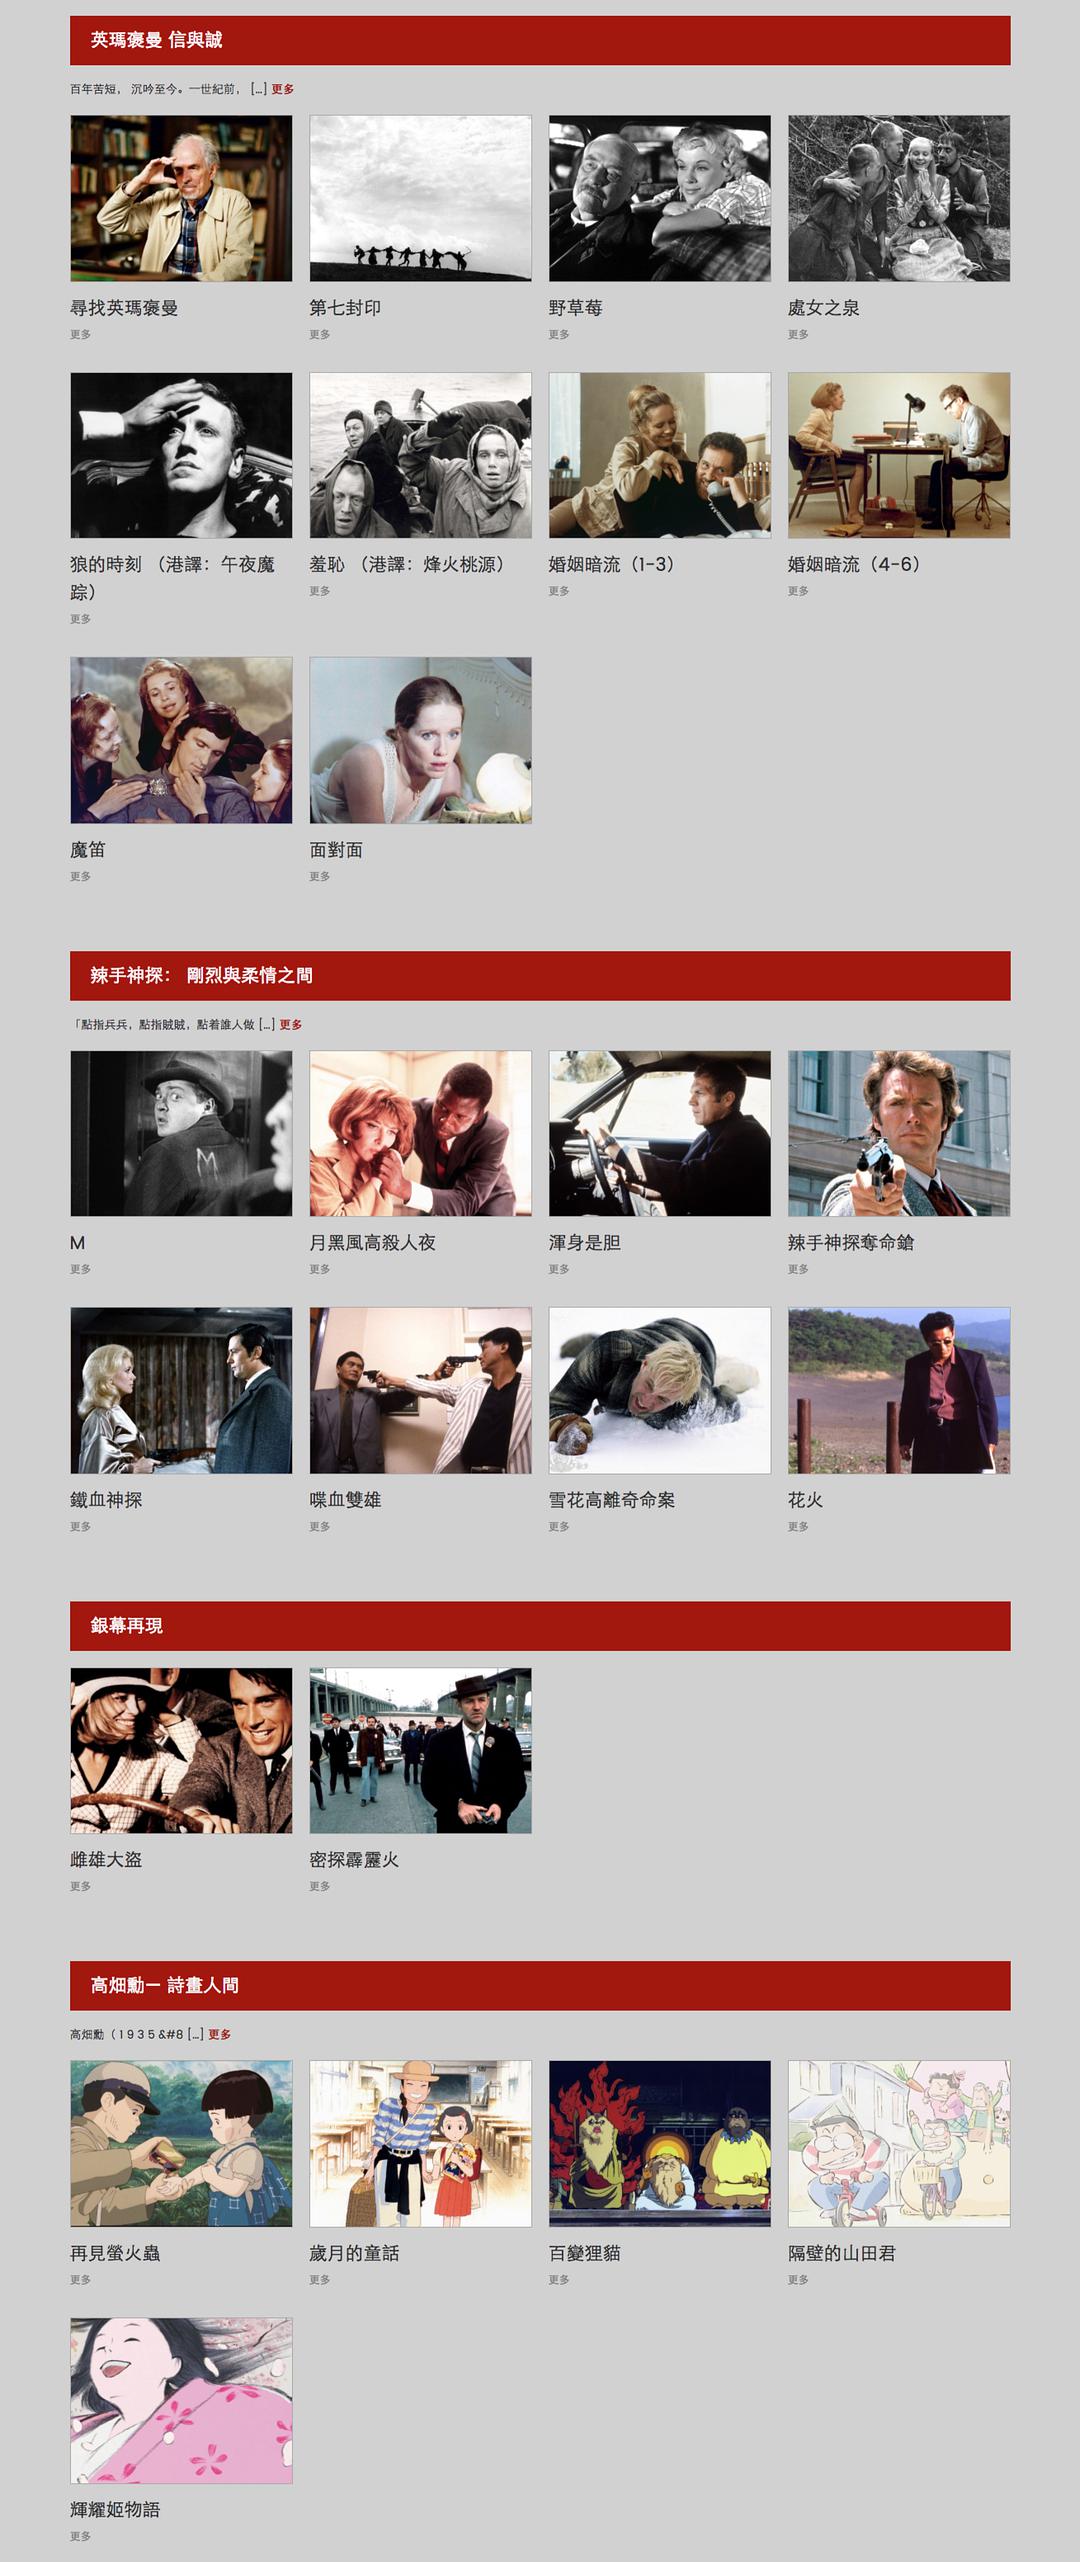 英瑪褒曼 信與誠
百年苦短， 沉吟至今。一世紀前， [...] 更多
尋找英瑪褒曼
更多
第七封印
更多
野草莓
更多
處女之泉
更多
狼的時刻 （港譯：午夜魔
踪）
更多
羞恥 （港譯：烽火桃源）
更多
婚姻暗流（1-3）
更多
婚姻暗流（4-6）
更多
魔笛
更多
面對面
更多
辣手神探： 剛烈與柔情之間
「點指兵兵，點指賊賊，點着誰人做 [...] 更多
M
M
更多
月黑風高殺人夜
更多
渾身是胆
更多
辣手神探奪命鎗
更多
鐵血神探
更多
喋血雙雄
更多
雪花高離奇命案
更多
花火
更多
銀幕再現
雌雄大盜
更多
密探霹靂火
更多
高畑勳一 詩畫人間
高畑勳（1 9 3 5 &#8 [...] 更多
再見螢火蟲
更多
歲月的童話
更多
百變狸貓
更多
隔壁的山田君
更多
輝耀姬物語
更多